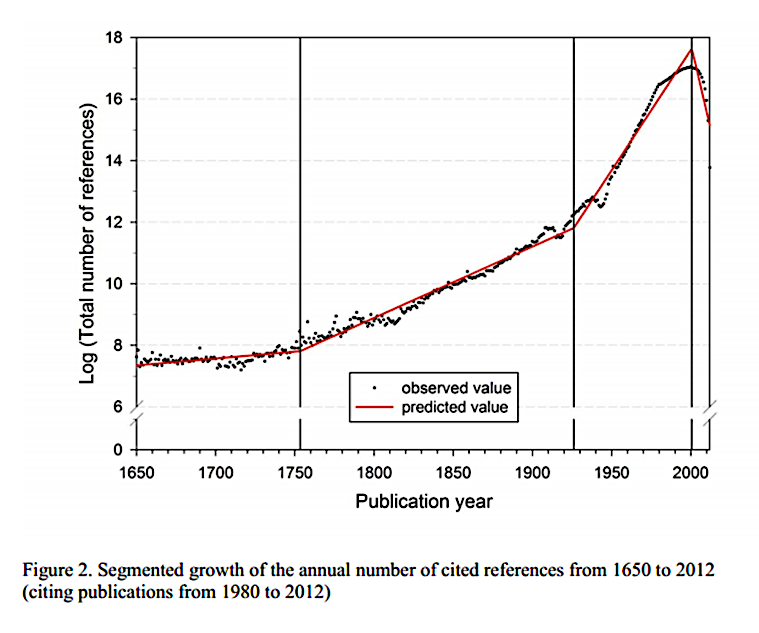 18
16
14
12
10
8
6
0
Log (Total number of references)
observed value
predicted value
1650 1700 1750 1800 1850 1900 1950 2000
Publication year
Figure 2. Segmented growth of the annual number of cited references from 1650 to 2012
(citing publications from 1980 to 2012)